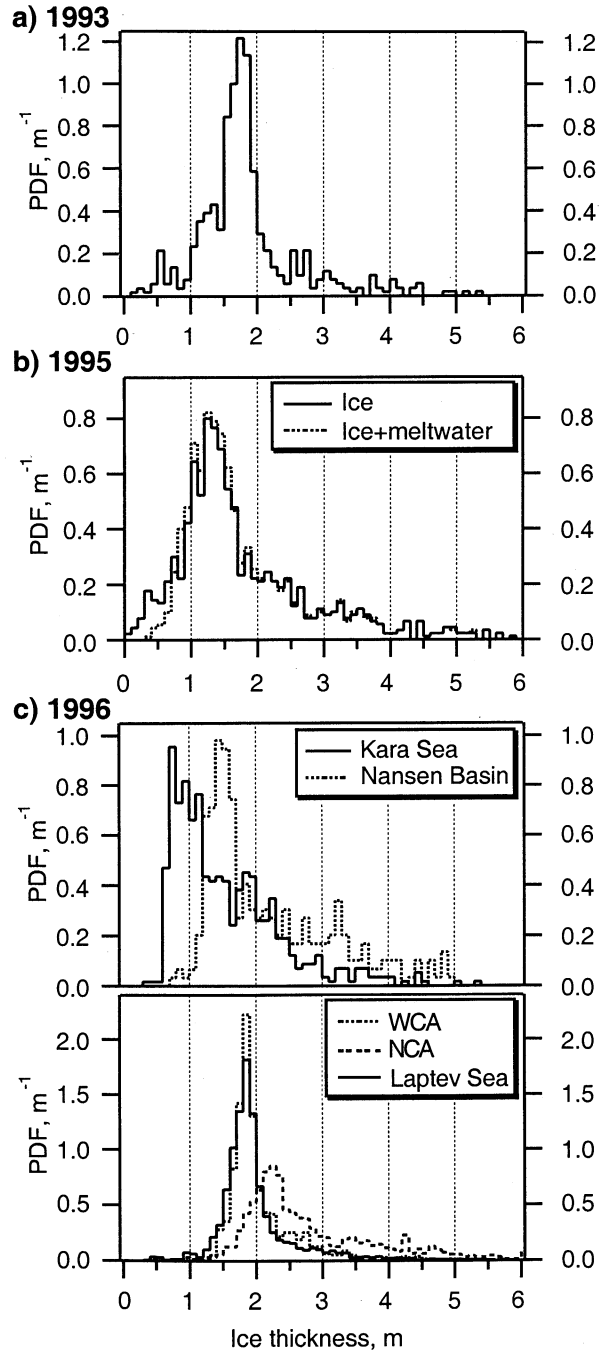 a) 1993
1.2 1.2
1.0 1.0
0.8 0.8
0.6 0.6
0.4 0.4
0.2 0.2
0.0 0.0
PDF, m⁻¹
0 1 2 3 4 5 6
b) 1995
Ice
Ice+meltwater
0.8 0.8
0.6 0.6
0.4 0.4
0.2 0.2
0.0 0.0
PDF, m⁻¹
0 1 2 3 4 5 6
c) 1996
Kara Sea
Nansen Basin
1.0 1.0
0.8 0.8
0.6 0.6
0.4 0.4
0.2 0.2
0.0 0.0
PDF, m⁻¹
WCA
NCA
Laptev Sea
2.0 2.0
1.5 1.5
1.0 1.0
0.5 0.5
0.0 0.0
PDF, m⁻¹
0 1 2 3 4 5 6
Ice thickness, m